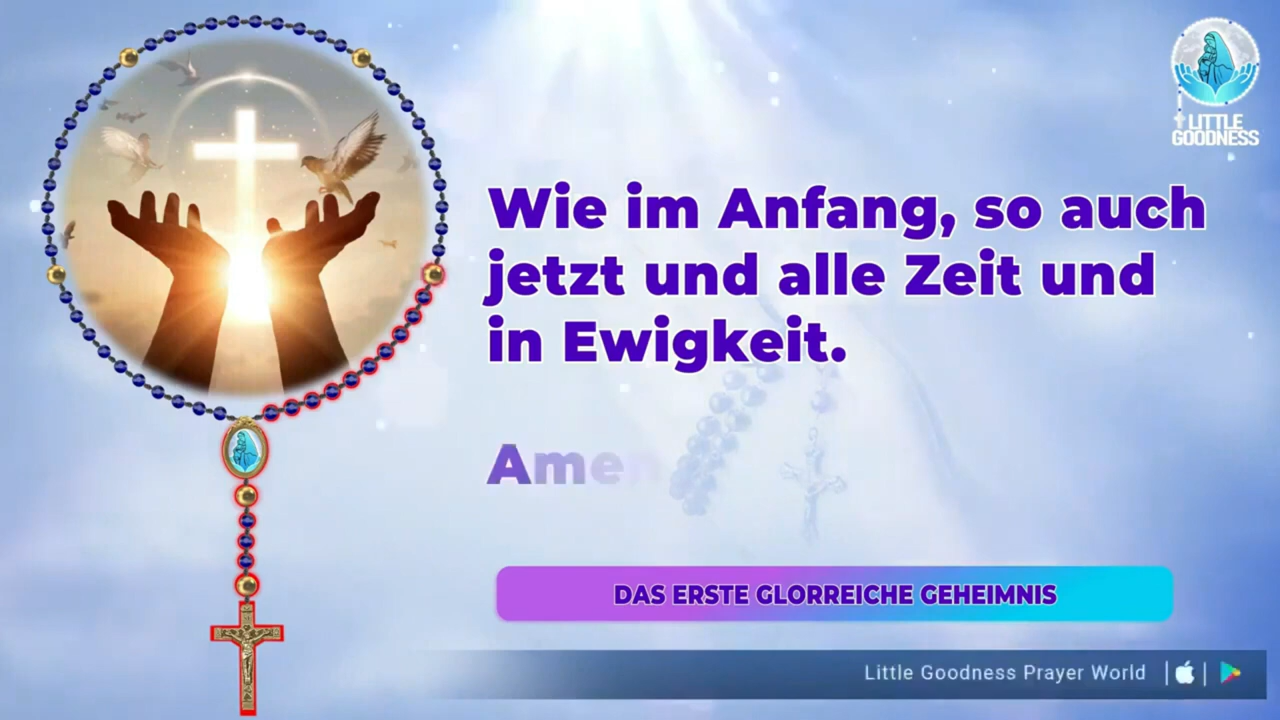 LITTLE
GOODNESS
Wie im Anfang, so auch
jetzt und alle Zeit und
in Ewigkeit.
Amen
DAS ERSTE GLORREICHE GEHEIMNIS
Little Goodness Prayer World